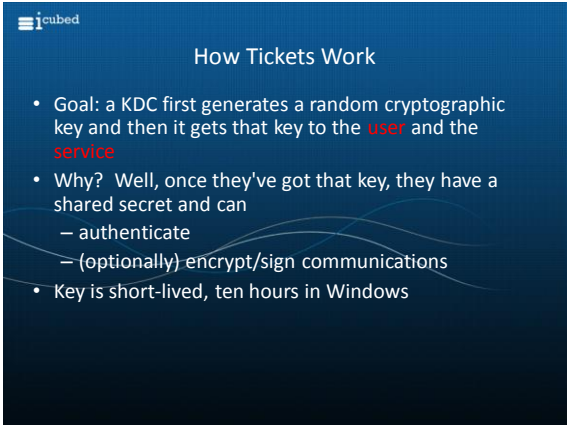 icubed
How Tickets Work
• Goal: a KDC first generates a random cryptographic
key and then it gets that key to the user and the
service
• Why? Well, once they've got that key, they have a
shared secret and can
– authenticate
– (optionally) encrypt/sign communications
• Key is short-lived, ten hours in Windows